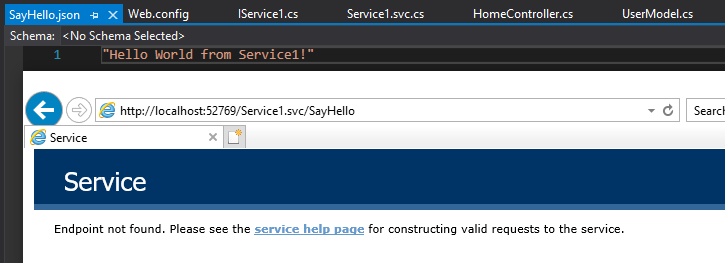 SayHello.json Web.config IService1.cs Service1.svc.cs HomeController.cs UserModel.cs
Schema: <No Schema Selected>
1 "Hello World from Service1!"
http://localhost:52769/Service1.svc/SayHello Search
Service
Service
Endpoint not found. Please see the service help page for constructing valid requests to the service.